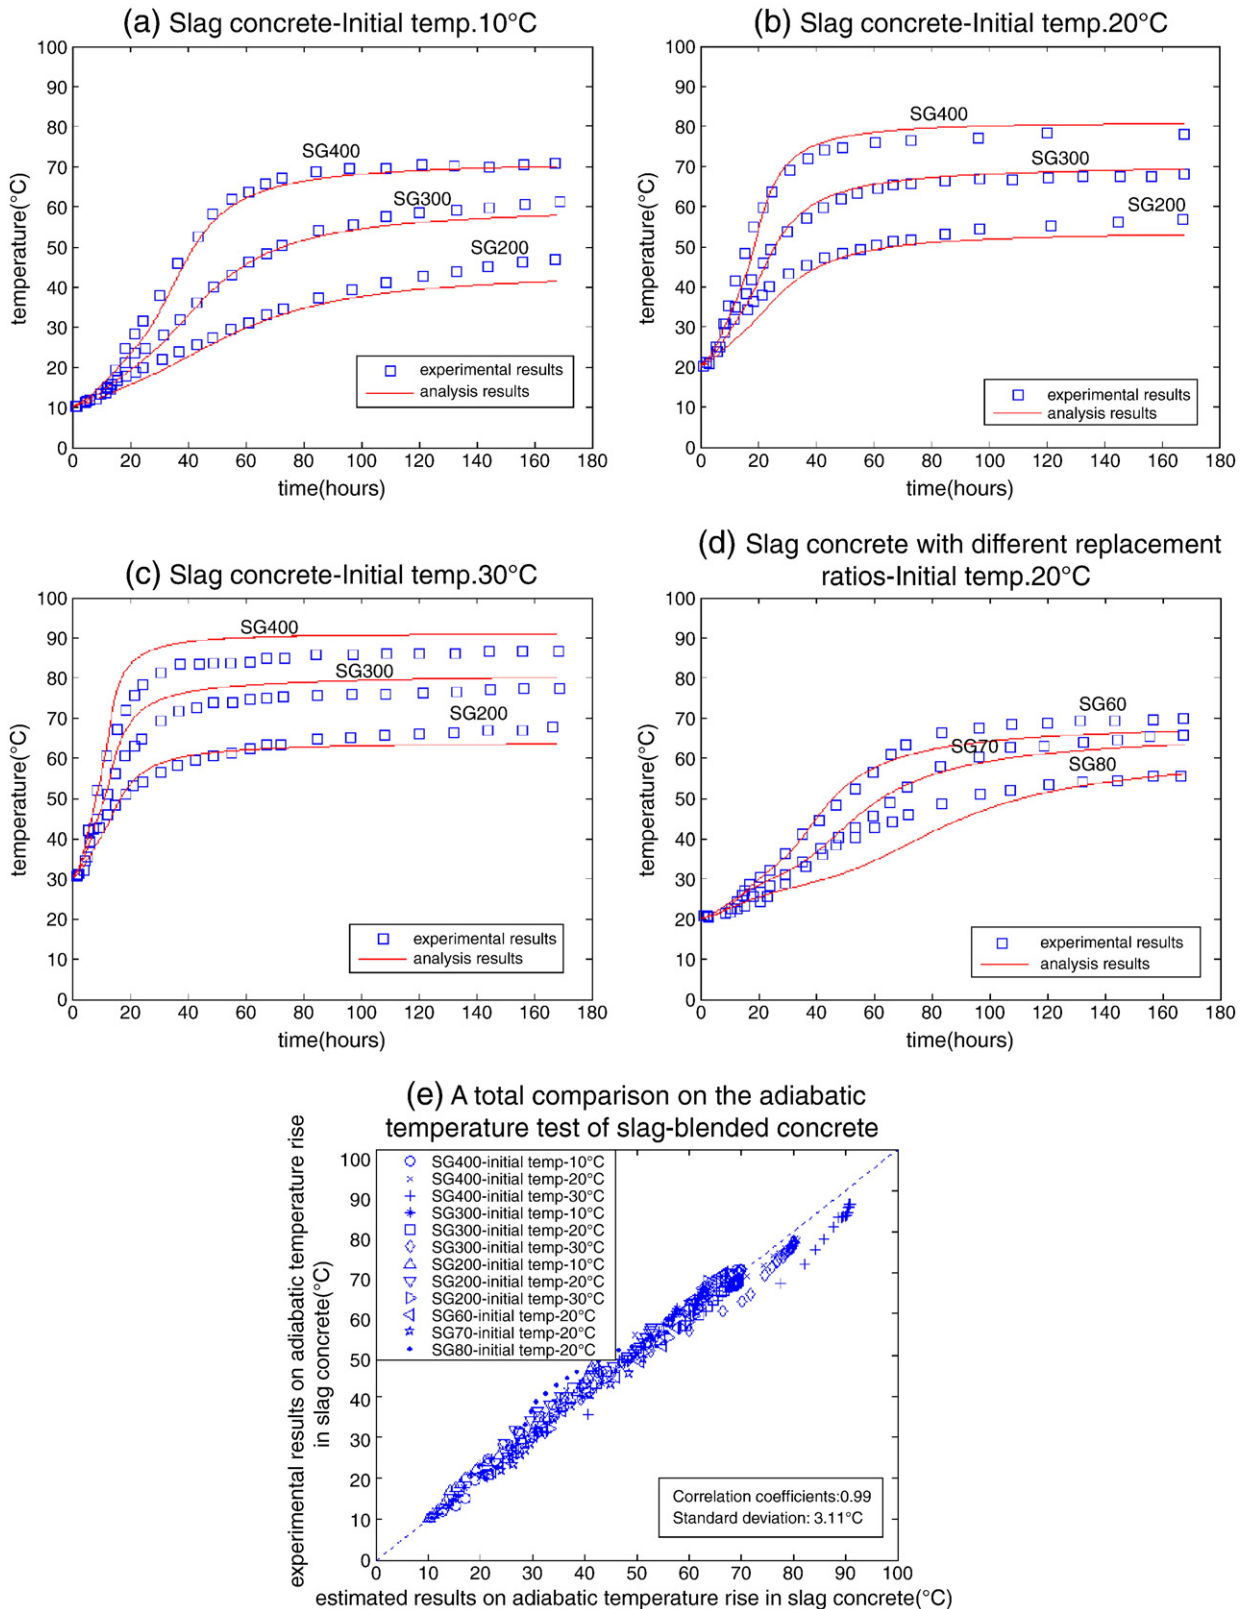 (a) Slag concrete-Initial temp.10°C
100
90
80
70
60
50
40
30
20
10
0
temperature(°C)
SG400
SG300
SG200
experimental results
analysis results
0 20 40 60 80 100 120 140 160 180
time(hours)
(b) Slag concrete-Initial temp.20°C
100
90
80
70
60
50
40
30
20
10
0
temperature(°C)
SG400
SG300
SG200
experimental results
analysis results
0 20 40 60 80 100 120 140 160 180
time(hours)
(c) Slag concrete-Initial temp.30°C
100
90
80
70
60
50
40
30
20
10
0
temperature(°C)
SG400
SG300
SG200
experimental results
analysis results
0 20 40 60 80 100 120 140 160 180
time(hours)
(d) Slag concrete with different replacement
ratios-Initial temp.20°C
100
90
80
70
60
50
40
30
20
10
0
temperature(°C)
SG60
SG70
SG80
experimental results
analysis results
0 20 40 60 80 100 120 140 160 180
time(hours)
(e) A total comparison on the adiabatic
temperature test of slag-blended concrete
experimental results on adiabatic temperature rise
in slag concrete(°C)
100
90
80
70
60
50
40
30
20
10
0
SG400-initial temp-10°C
SG400-initial temp-20°C
SG400-initial temp-30°C
SG300-initial temp-10°C
SG300-initial temp-20°C
SG300-initial temp-30°C
SG200-initial temp-10°C
SG200-initial temp-20°C
SG200-initial temp-30°C
SG60-initial temp-20°C
SG70-initial temp-20°C
SG80-initial temp-20°C
Correlation coefficients:0.99
Standard deviation: 3.11°C
0 10 20 30 40 50 60 70 80 90 100
estimated results on adiabatic temperature rise in slag concrete(°C)